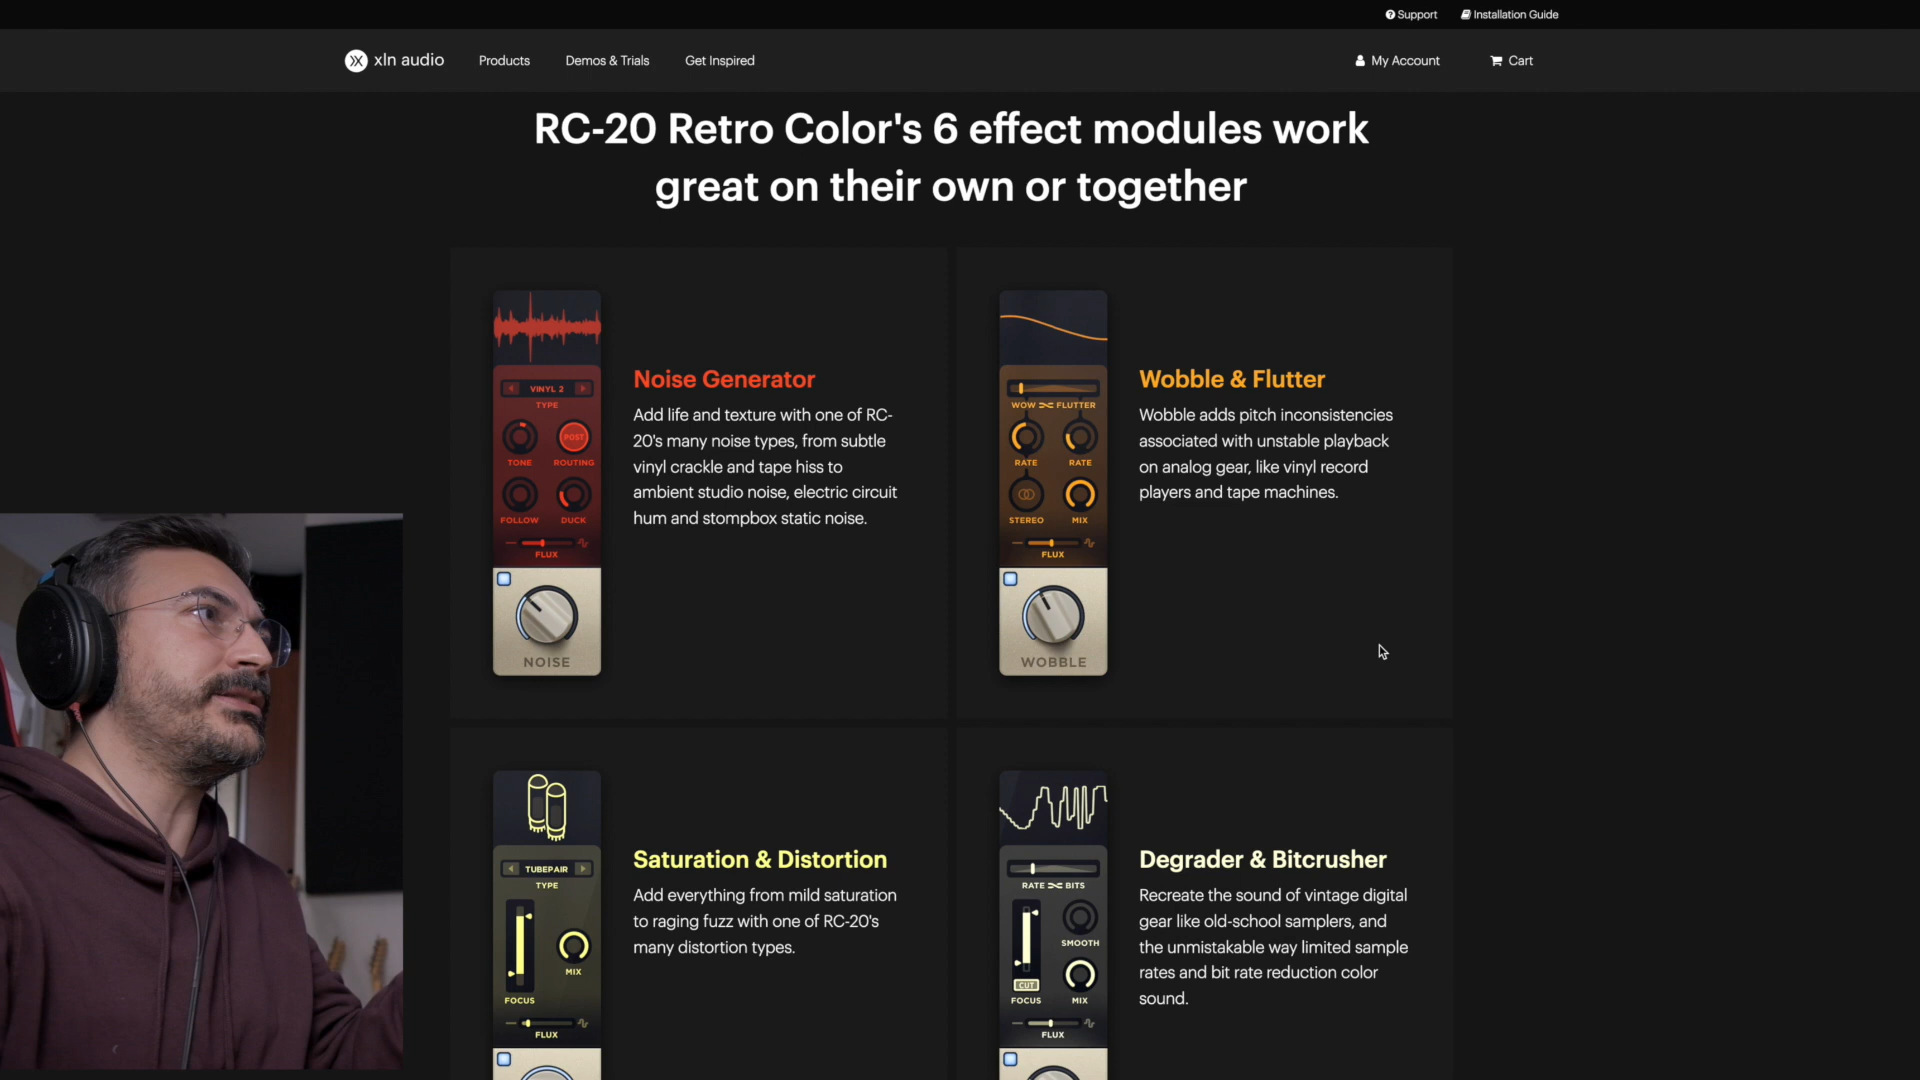 Support
Installation Guide
xln audio
Products
Demos & Trials
Get Inspired
My Account
Cart
RC-20 Retro Color's 6 effect modules work
great on their own or together
VINYL 2
TYPE
POST
TONE
ROUTING
FOLLOW
DUCK
FLUX
NOISE
Noise Generator
Add life and texture with one of RC-
20's many noise types, from subtle
vinyl crackle and tape hiss to
ambient studio noise, electric circuit
hum and stompbox static noise.
WOW FLUTTER
RATE
RATE
STEREO
MIX
FLUX
WOBBLE
Wobble & Flutter
Wobble adds pitch inconsistencies
associated with unstable playback
on analog gear, like vinyl record
players and tape machines.
TUBEPAIR
TYPE
MIX
FOCUS
FLUX
Saturation & Distortion
Add everything from mild saturation
to raging fuzz with one of RC-20's
many distortion types.
RATE BITS
SMOOTH
CUT
FOCUS
MIX
FLUX
Degrader & Bitcrusher
Recreate the sound of vintage digital
gear like old-school samplers, and
the unmistakable way limited sample
rates and bit rate reduction color
sound.